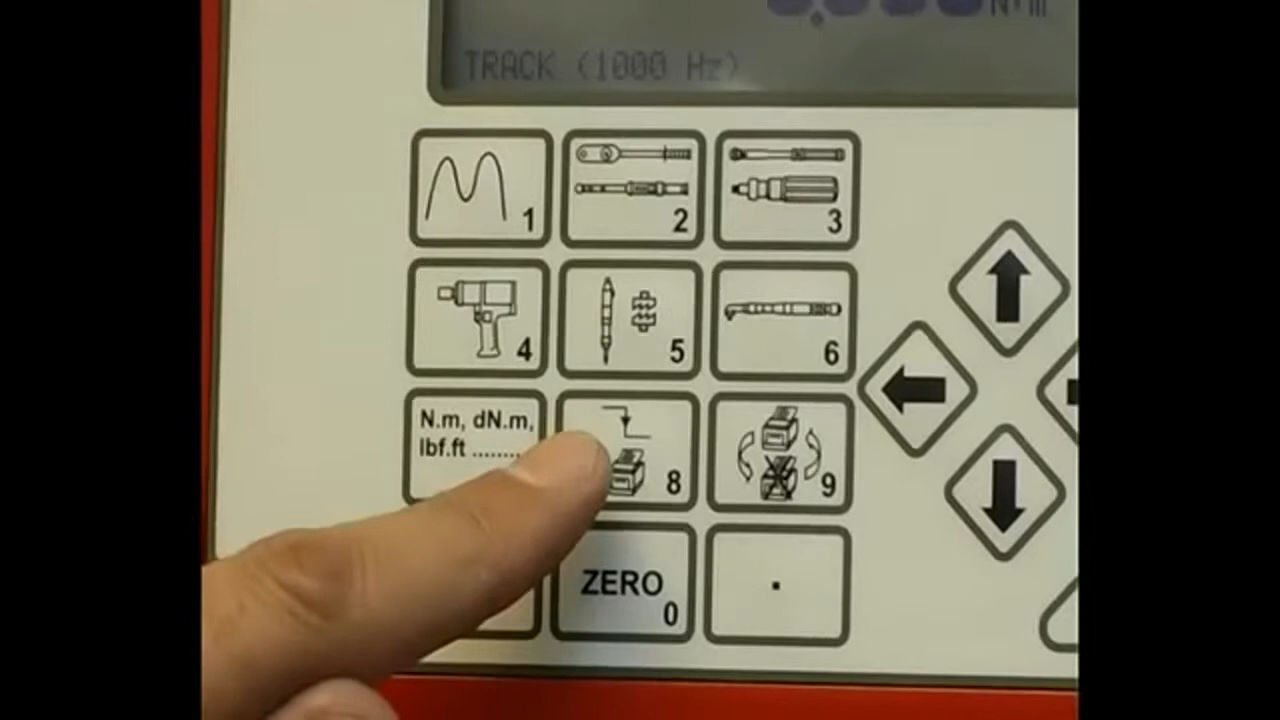 N·m
TRACK (1000 Hz)
1
2
3
4
5
6
N.m, dN.m,
lbf.ft ........
8
9
ZERO
0
.